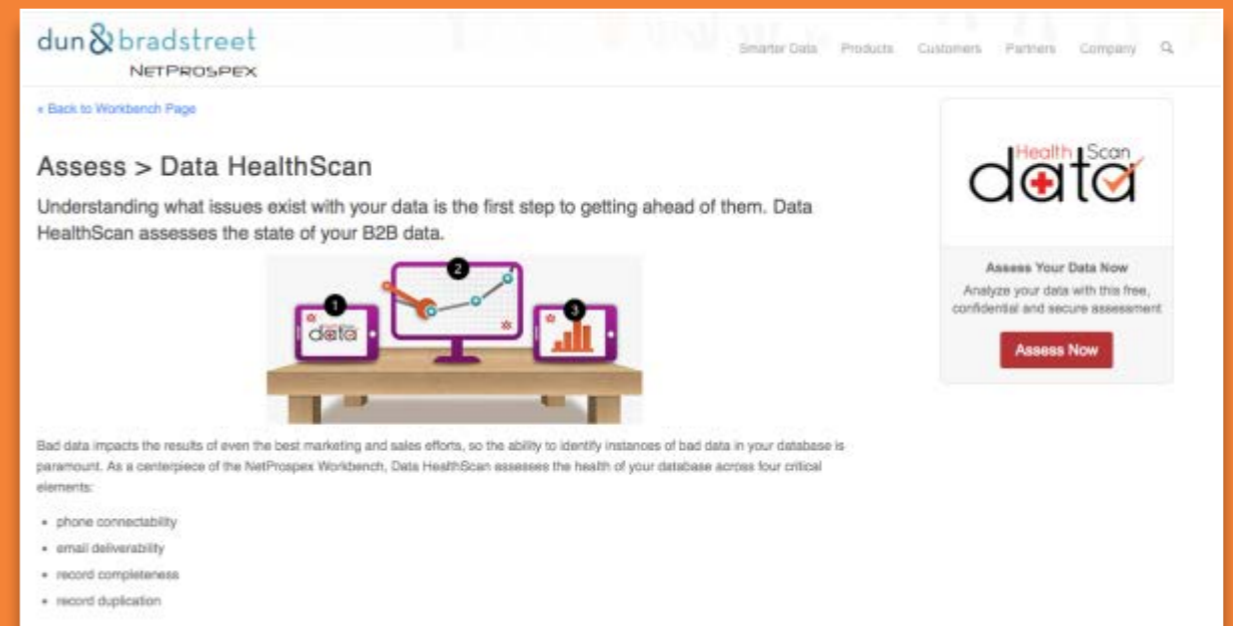 dun & bradstreet
NETPROSPEX
Smarter Data Products Customers Partners Company
« Back to Workbench Page
Assess > Data HealthScan
Understanding what issues exist with your data is the first step to getting ahead of them. Data
HealthScan assesses the state of your B2B data.
1
data
2
3
Bad data impacts the results of even the best marketing and sales efforts, so the ability to identify instances of bad data in your database is
paramount. As a centerpiece of the NetProspex Workbench, Data HealthScan assesses the health of your database across four critical
elements:
• phone connectability
• email deliverability
• record completeness
• record duplication
Health Scan
data
Assess Your Data Now
Analyze your data with this free,
confidential and secure assessment
Assess Now